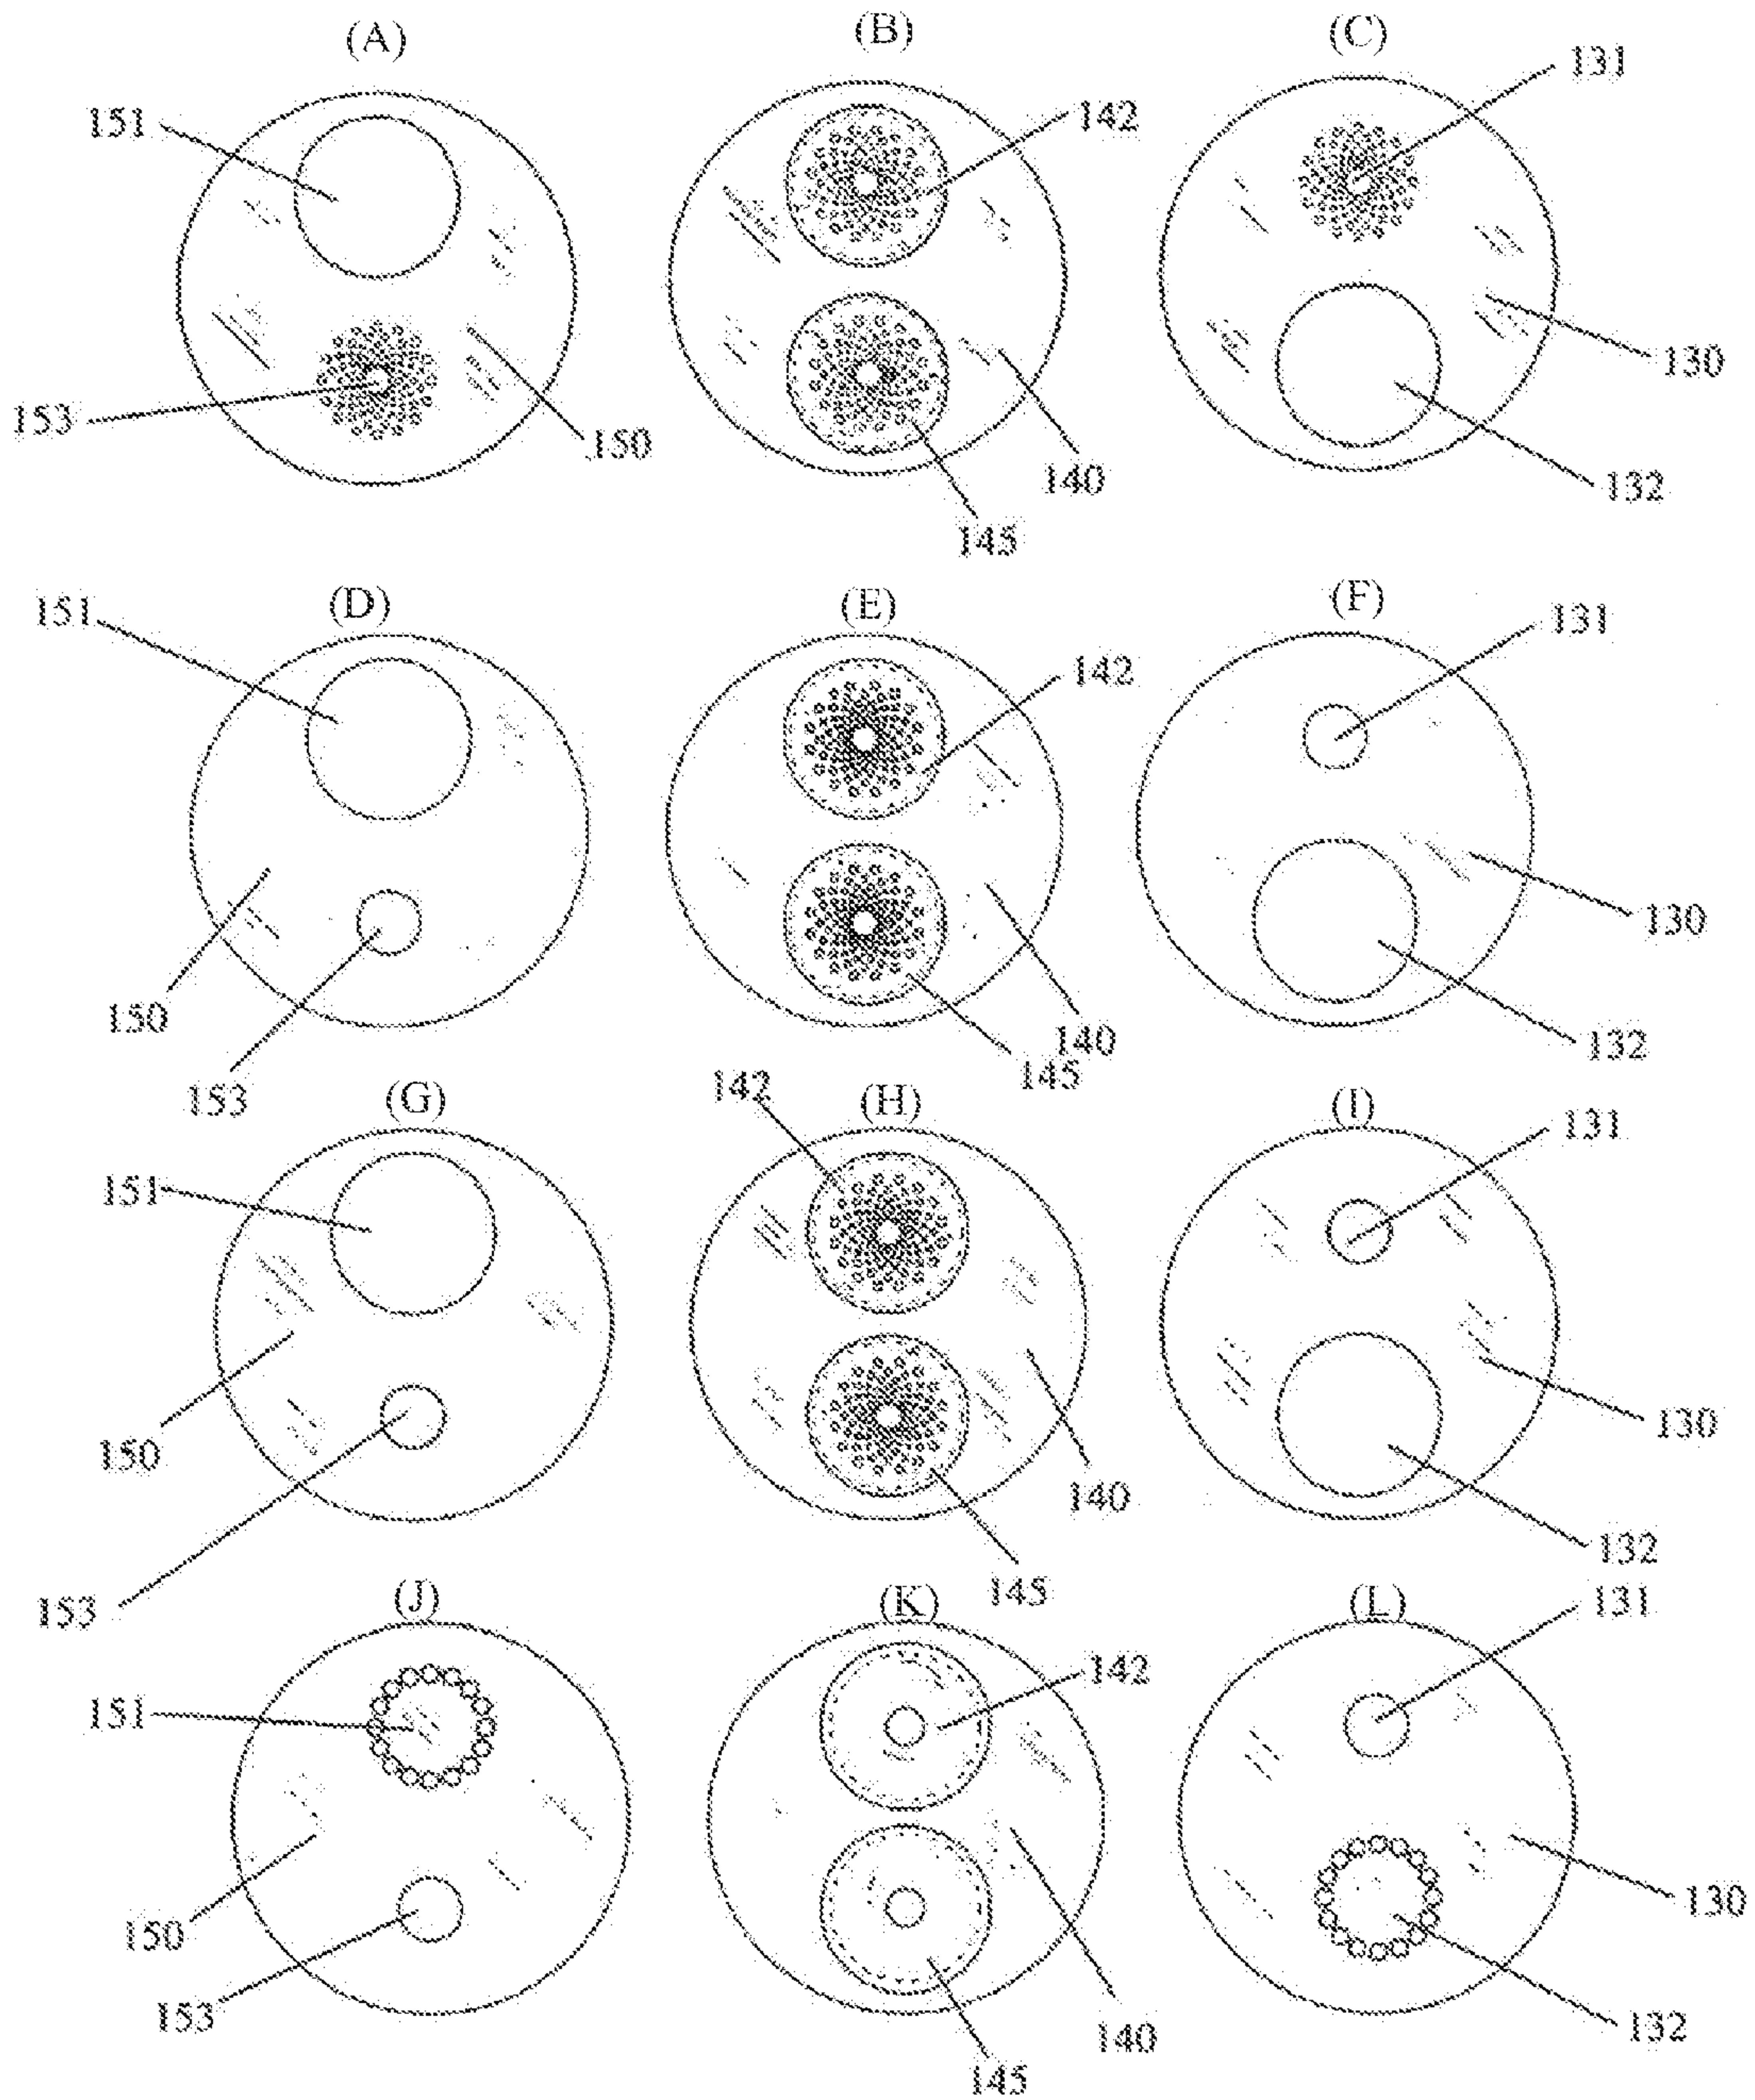 (A) (B) (C)
151 142 131
153 150 140 145 130 132
(D) (E) (F)
151 142 131
150 153 140 145 130 132
(G) (H) (I)
142 131
151
150 140 130
153 145 132
(J) (K) (L)
131
151 142
150 130
153 140 132
145